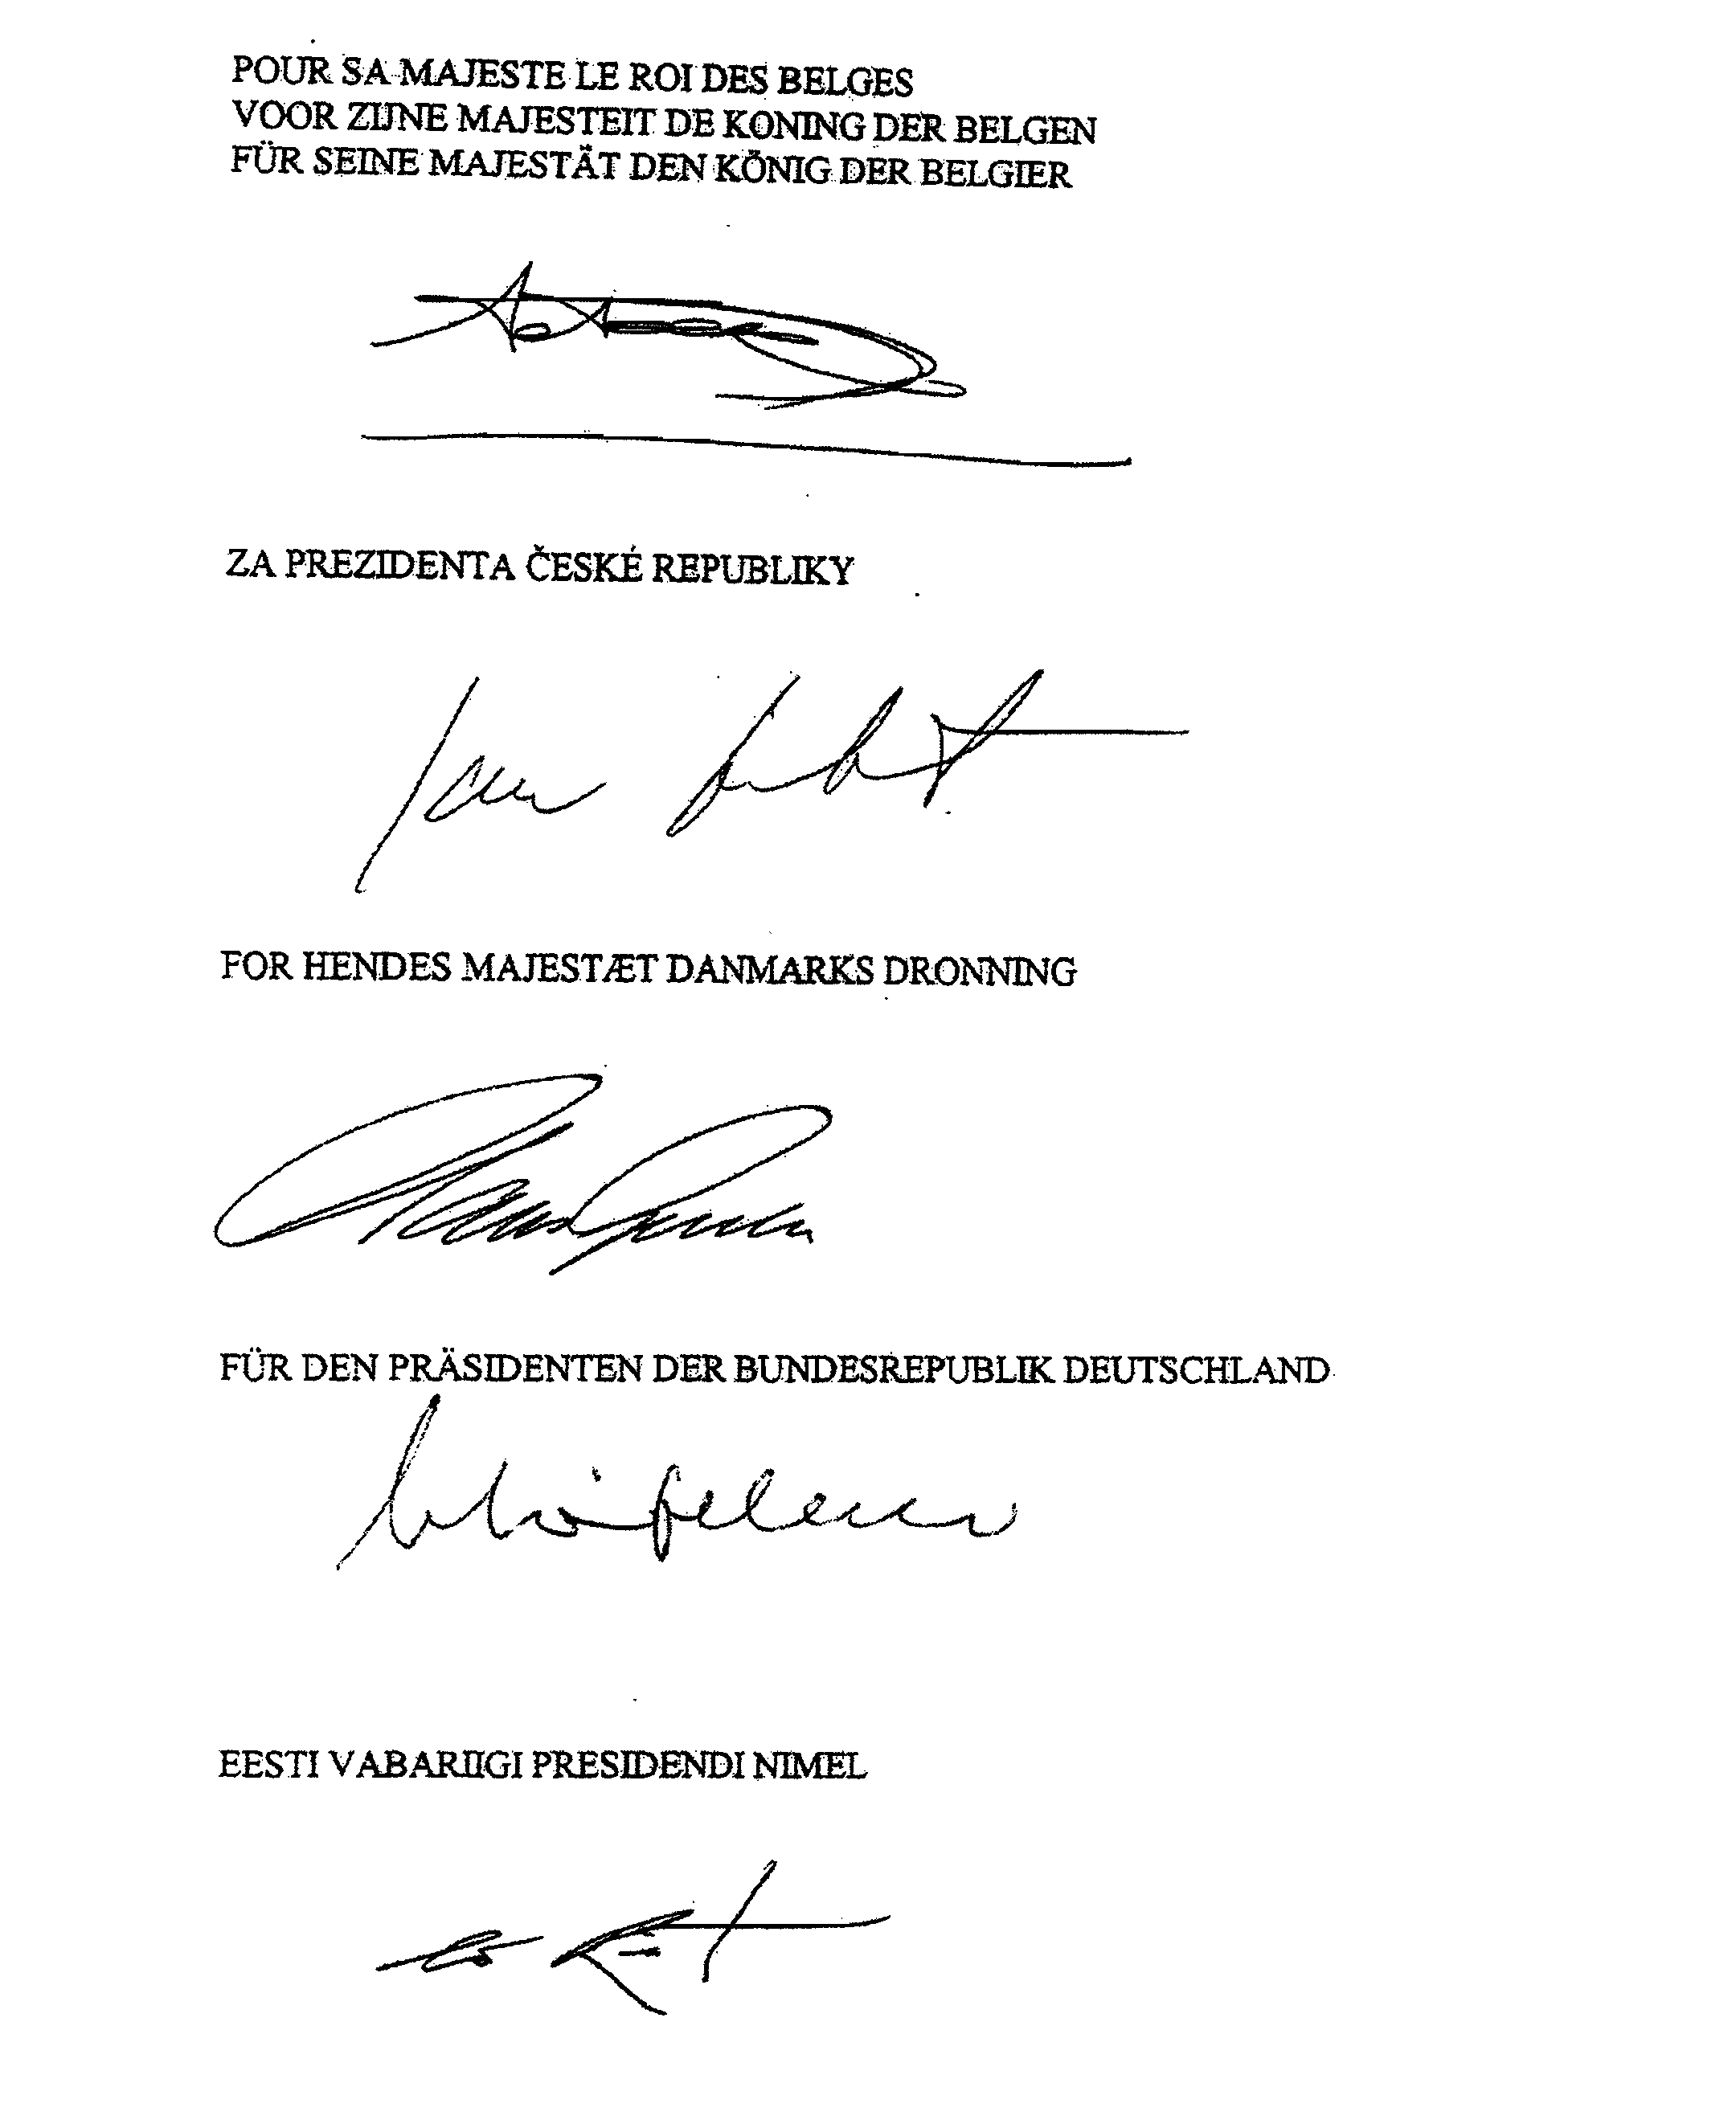 POUR SA MAJESTE LE ROI DES BELGES
VOOR ZIJNE MAJESTEIT DE KONING DER BELGEN
FÜR SEINE MAJESTÄT DEN KÖNIG DER BELGIER
ZA PREZIDENTA ČESKÉ REPUBLIKY
FOR HENDES MAJESTÆT DANMARKS DRONNING
FÜR DEN PRÄSIDENTEN DER BUNDESREPUBLIK DEUTSCHLAND
EESTI VABARIIGI PRESIDENDI NIMEL